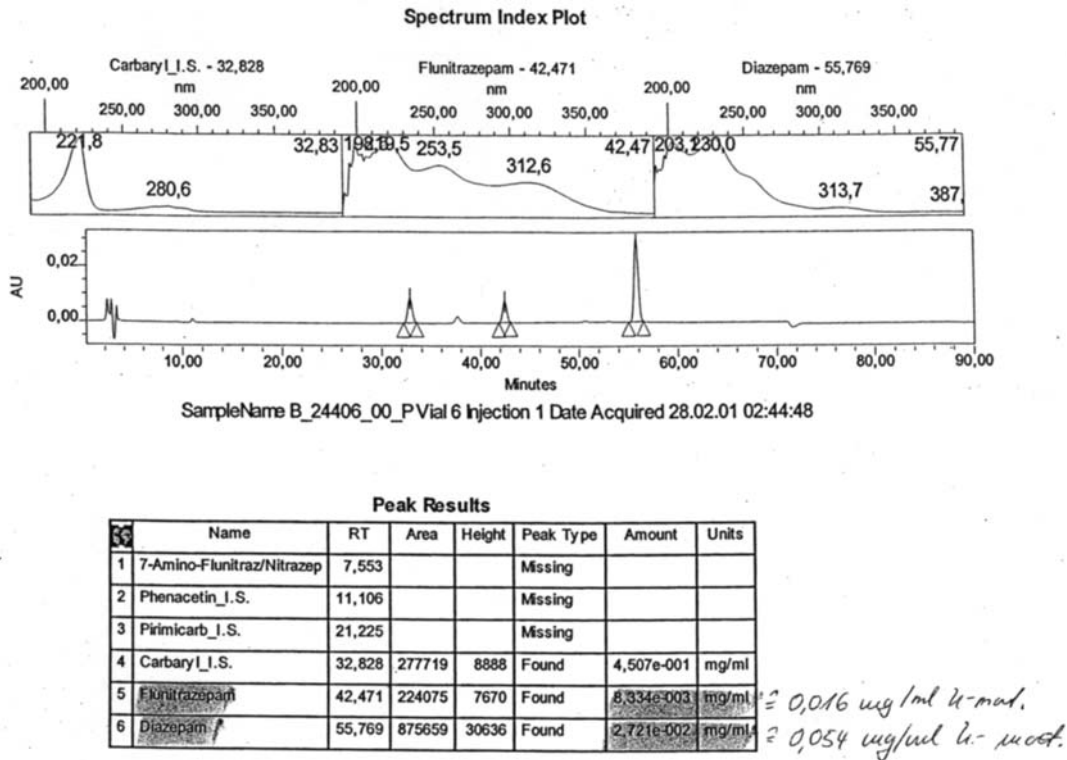 Spectrum Index Plot
Carbaryl_I.S. - 32,828 Flunitrazepam - 42,471 Diazepam - 55,769
200,00 nm 200,00 nm 200,00 nm
250,00 300,00 350,00 250,00 300,00 350,00 250,00 300,00 350,00
221,8 32,83 253,5 42,47 230,0 55,77
280,6 312,6 313,7 387,
AU
0,02
0,00
10,00 20,00 30,00 40,00 50,00 60,00 70,00 80,00 90,00
Minutes
SampleName B_24406_00_P Vial 6 Injection 1 Date Acquired 28.02.01 02:44:48
Peak Results
Name RT Area Height Peak Type Amount Units
1 7-Amino-Flunitraz/Nitrazep 7,553 Missing
2 Phenacetin_I.S. 11,106 Missing
3 Pirimicarb_I.S. 21,225 Missing
4 Carbaryl_I.S. 32,828 277719 8888 Found 4,507e-001 mg/ml
5 Flunitrazepam 42,471 224075 7670 Found 8,334e-003 mg/ml ≙ 0,016 mg/ml
6 Diazepam 55,769 875659 30636 Found 2,721e-002 mg/ml ≙ 0,054 mg/ml